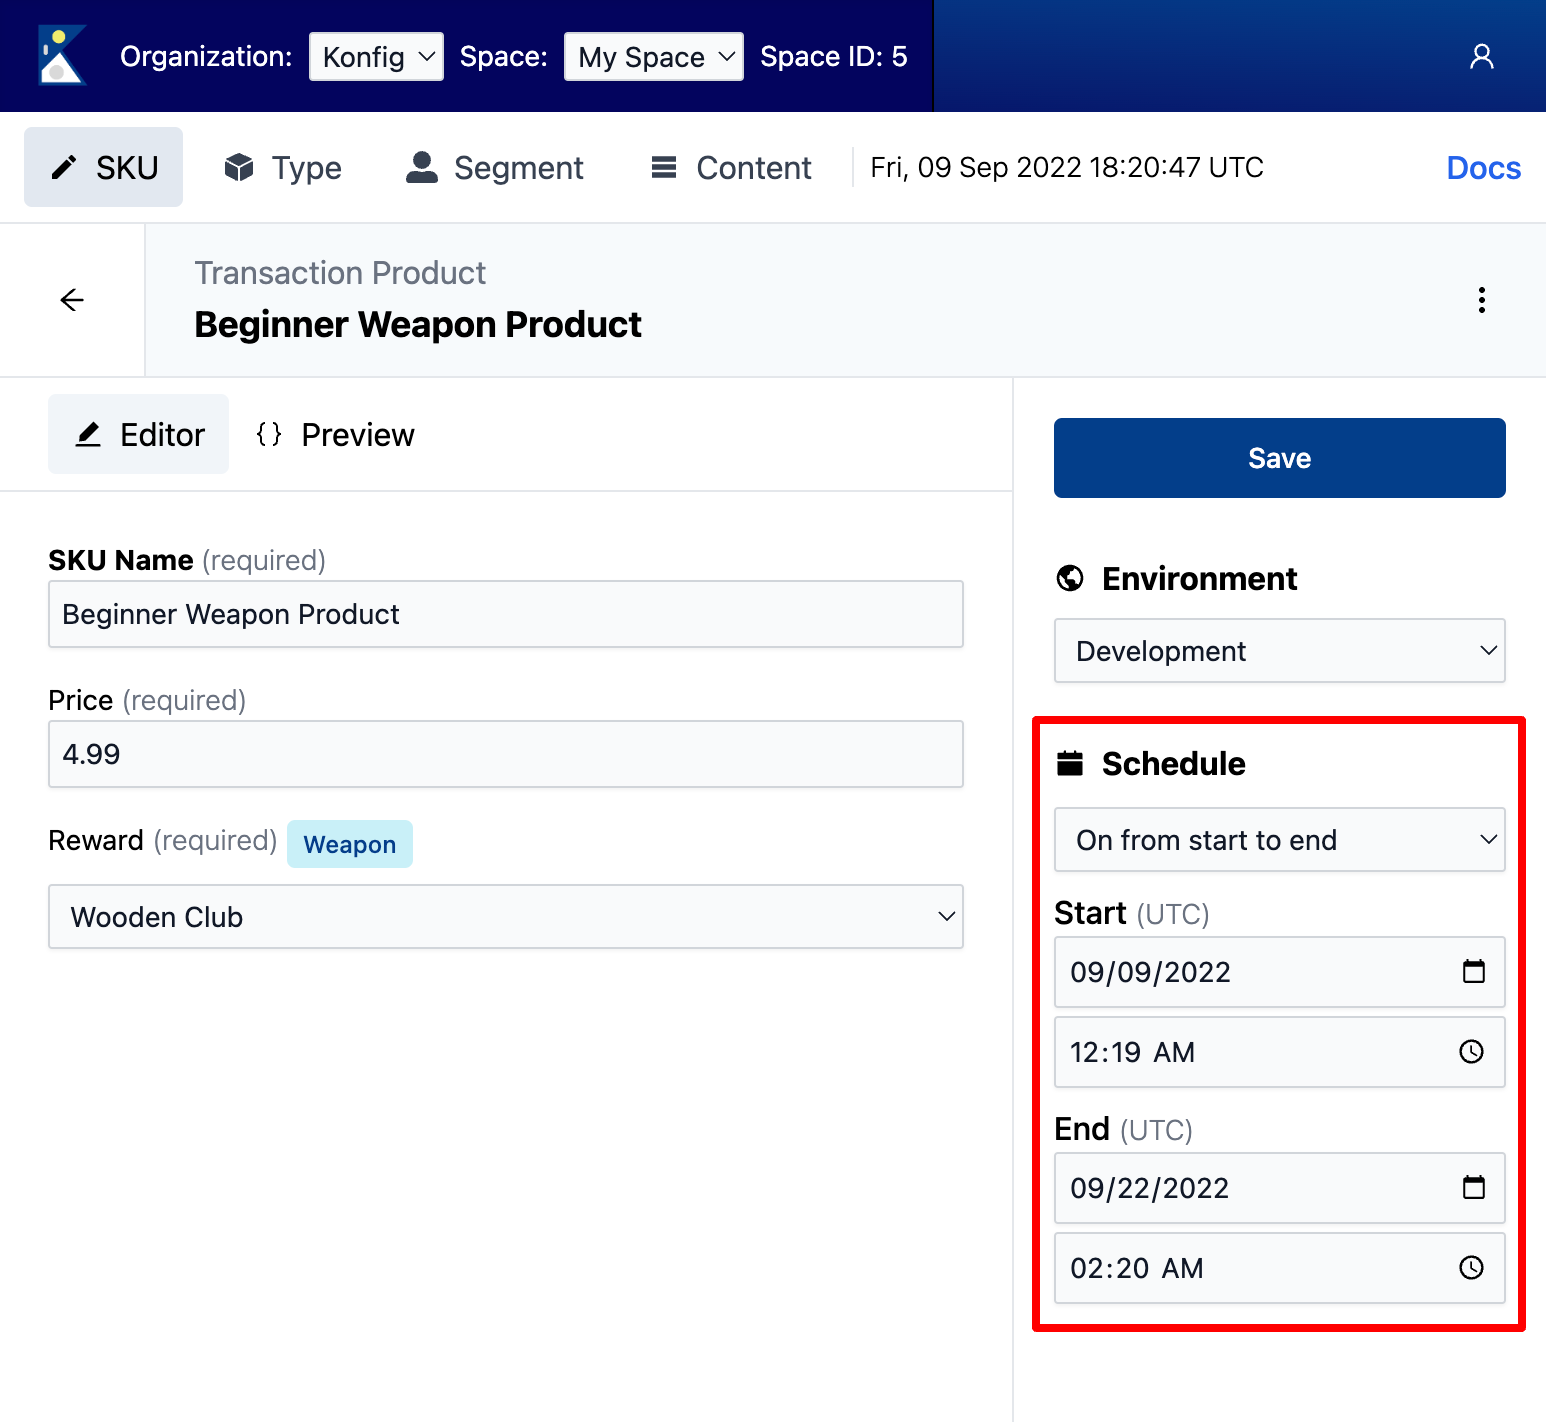 Organization: Konfig Space: My Space Space ID: 5
SKU Type Segment Content Fri, 09 Sep 2022 18:20:47 UTC Docs
Transaction Product
Beginner Weapon Product
Editor {} Preview
SKU Name (required)
Beginner Weapon Product
Price (required)
4.99
Reward (required) Weapon
Wooden Club
Save
Environment
Development
Schedule
On from start to end
Start (UTC)
09/09/2022
12:19 AM
End (UTC)
09/22/2022
02:20 AM